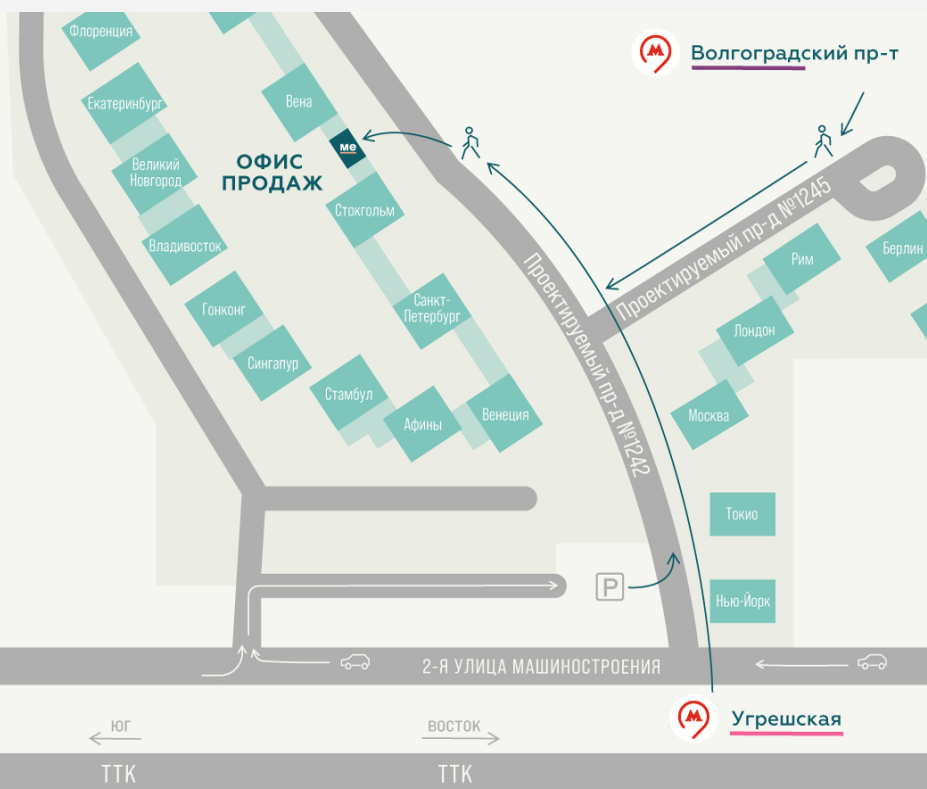 Флоренция
Волгоградский пр-т
Екатеринбург
Вена
ме
ОФИС
ПРОДАЖ
Великий
Новгород
Стокгольм
Владивосток
Проектируемый пр-д №1245
Рим
Берлин
Гонконг
Санкт-
Петербург
Проектируемый пр-д №1242
Лондон
Сингапур
Стамбул
Афины
Венеция
Москва
Токио
P
Нью-Йорк
2-Я УЛИЦА МАШИНОСТРОЕНИЯ
М
Угрешская
ЮГ
ВОСТОК
ТТК
ТТК